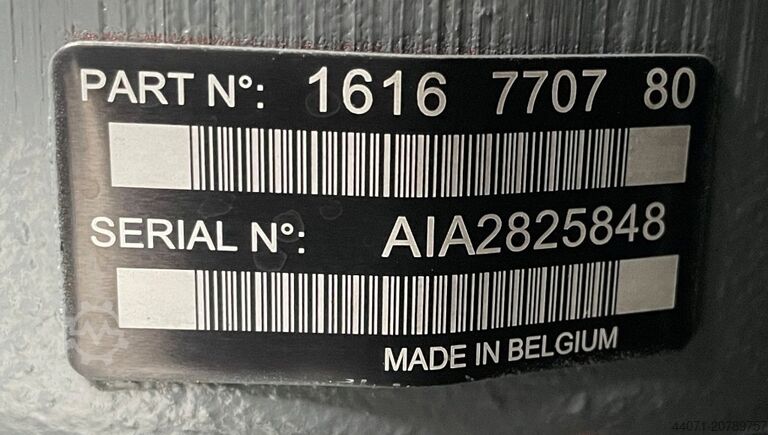 PART N°: 1616 7707 80
SERIAL N°: AIA2825848
MADE IN BELGIUM
44071-20789757